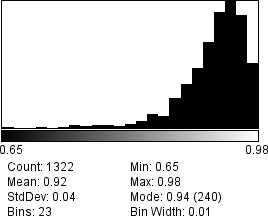 0.65 0.98
Count: 1322 Min: 0.65
Mean: 0.92 Max: 0.98
StdDev: 0.04 Mode: 0.94 (240)
Bins: 23 Bin Width: 0.01